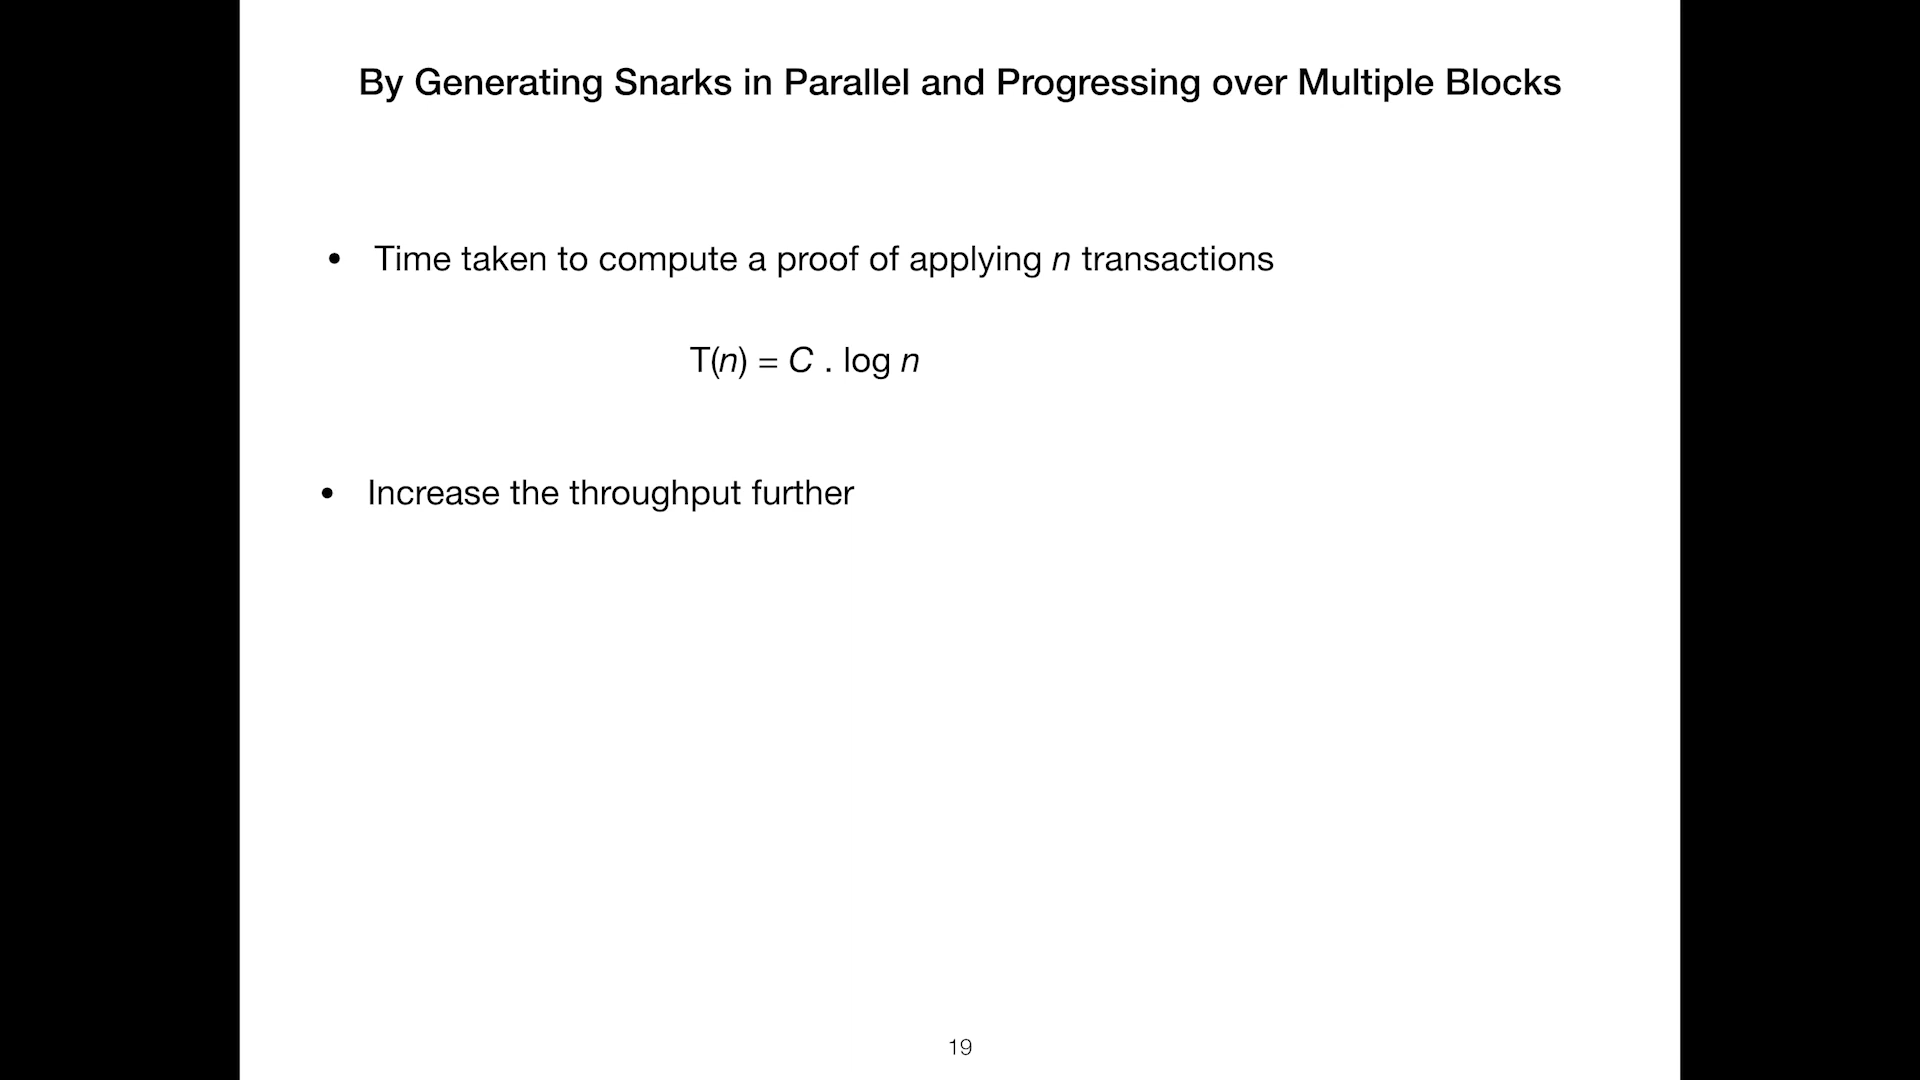 By Generating Snarks in Parallel and Progressing over Multiple Blocks
• Time taken to compute a proof of applying n transactions
T(n) = C . log n
• Increase the throughput further
19